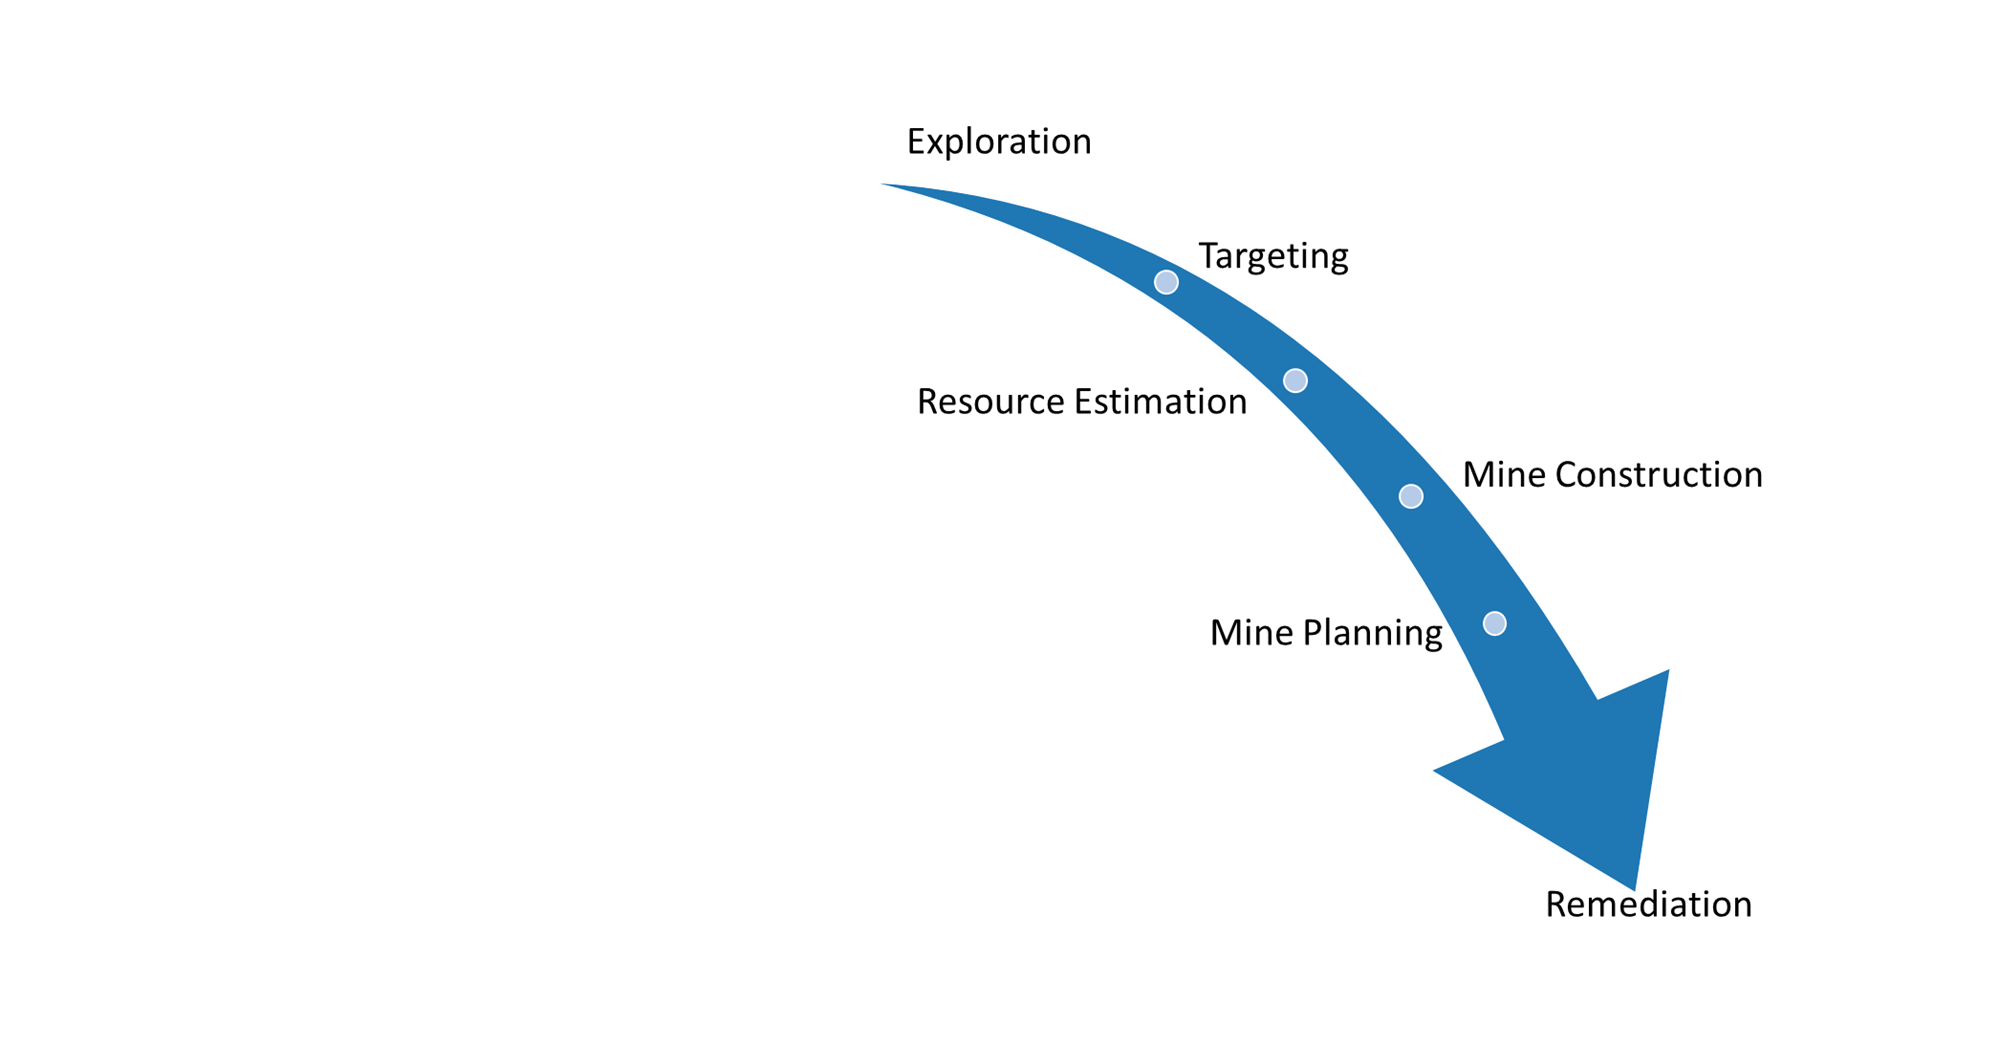 Exploration
Targeting
Resource Estimation
Mine Construction
Mine Planning
Remediation